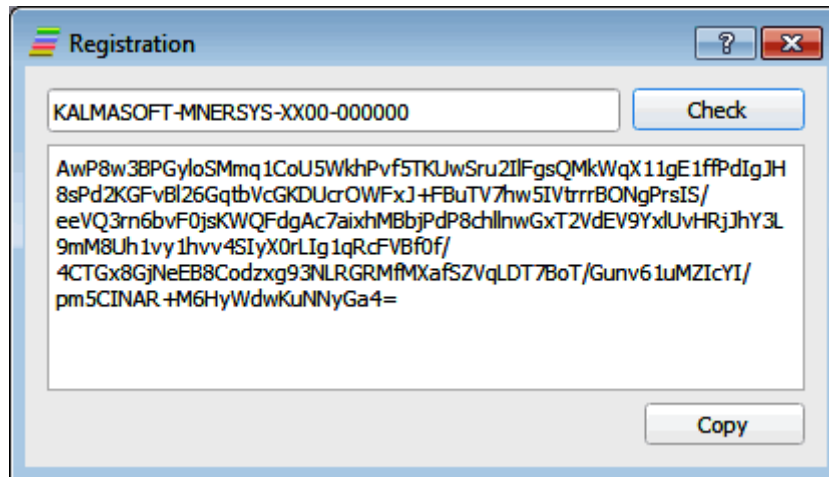 Registration
KALMASOFT-MNERSYS-XX00-000000
Check
AwP8w3BPGyloSMmq1CoU5WkhPvf5TKUwSru2IlFgsQMkWqX11gE1ffPdIgJH
8sPd2KGFvBl26GqtbVcGKDUcrOWFxJ+FBuTV7hw5IVtrrrBONgPrsIS/
eeVQ3rn6bvF0jsKWQFdgAc7aixhMBbjPdP8chllnwGxT2VdEV9YxlUvHRjJhY3L
9mM8Uh1vy1hvv4SIyX0rLIg1qRcFVBf0f/
4CTGx8GjNeEB8Codzxg93NLRGRMfMXafSZVqLDT7BoT/Gunv61uMZIcYI/
pm5CINAR+M6HyWdwKuNNyGa4=
Copy